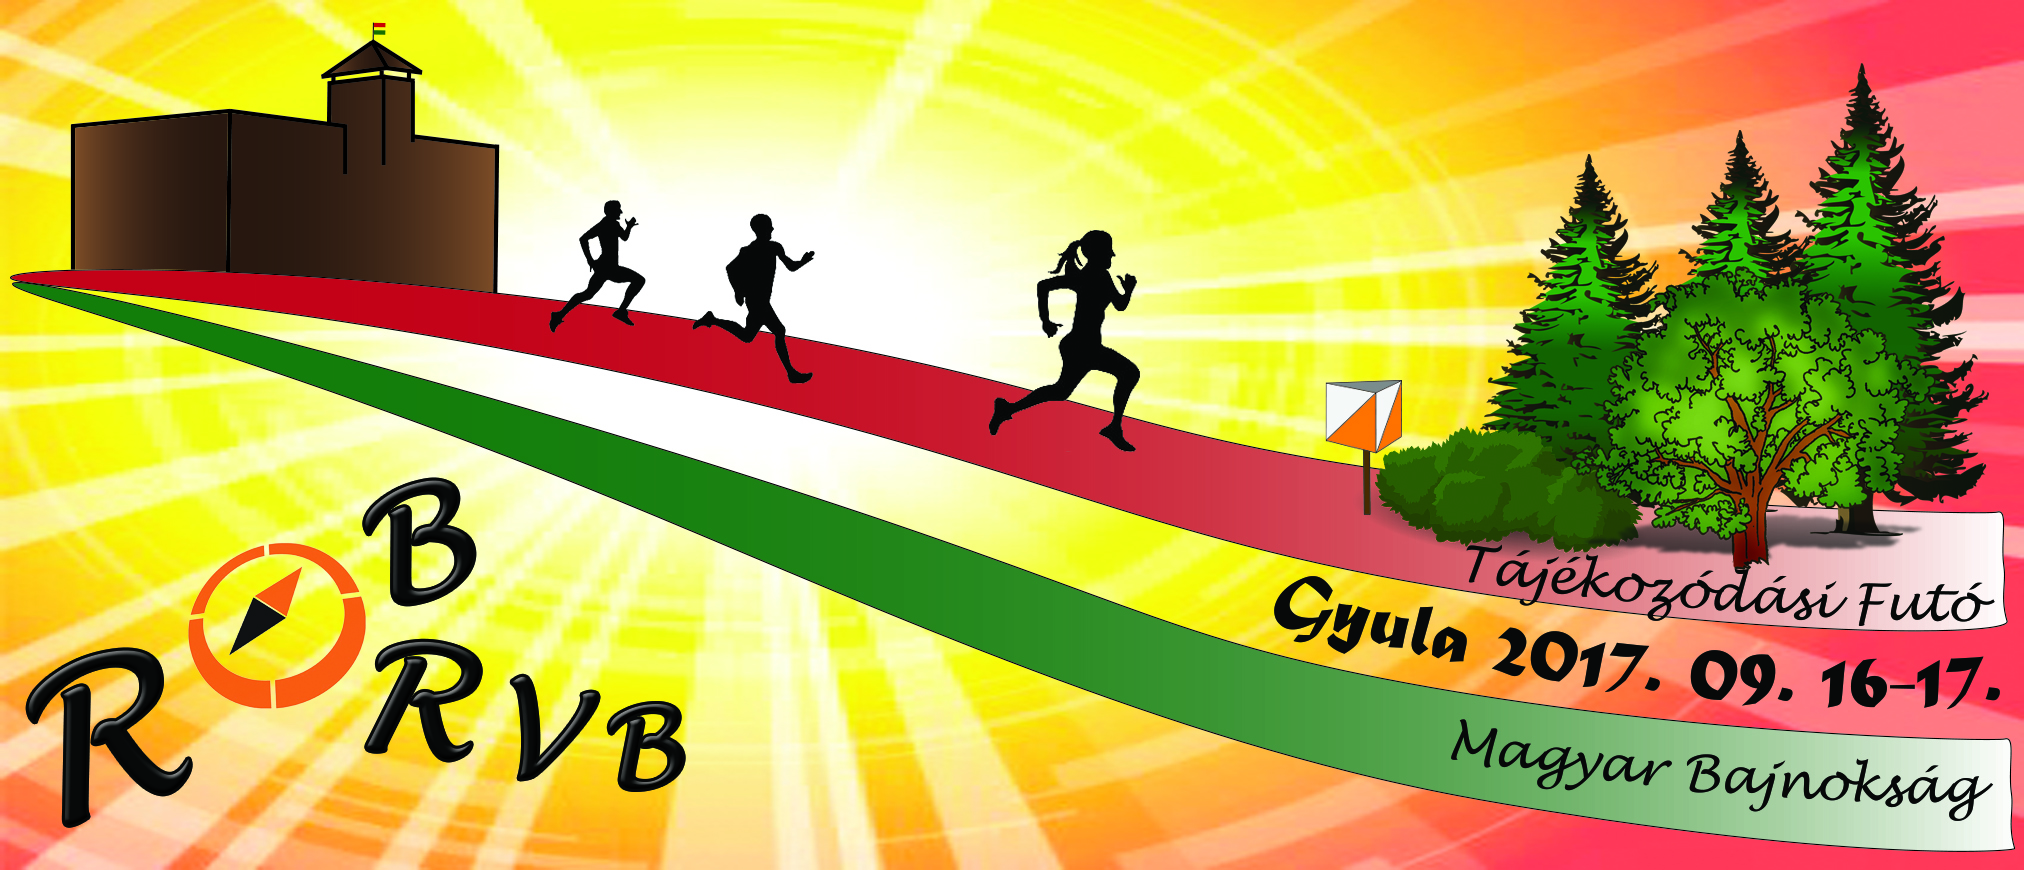 Tájékozódási Futó
Gyula 2017. 09. 16-17.
Magyar Bajnokság
ROB
RVB